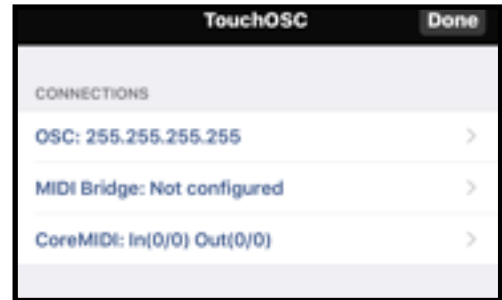 TouchOSC Done
CONNECTIONS
OSC: 255.255.255.255
MIDI Bridge: Not configured
CoreMIDI: In(0/0) Out(0/0)